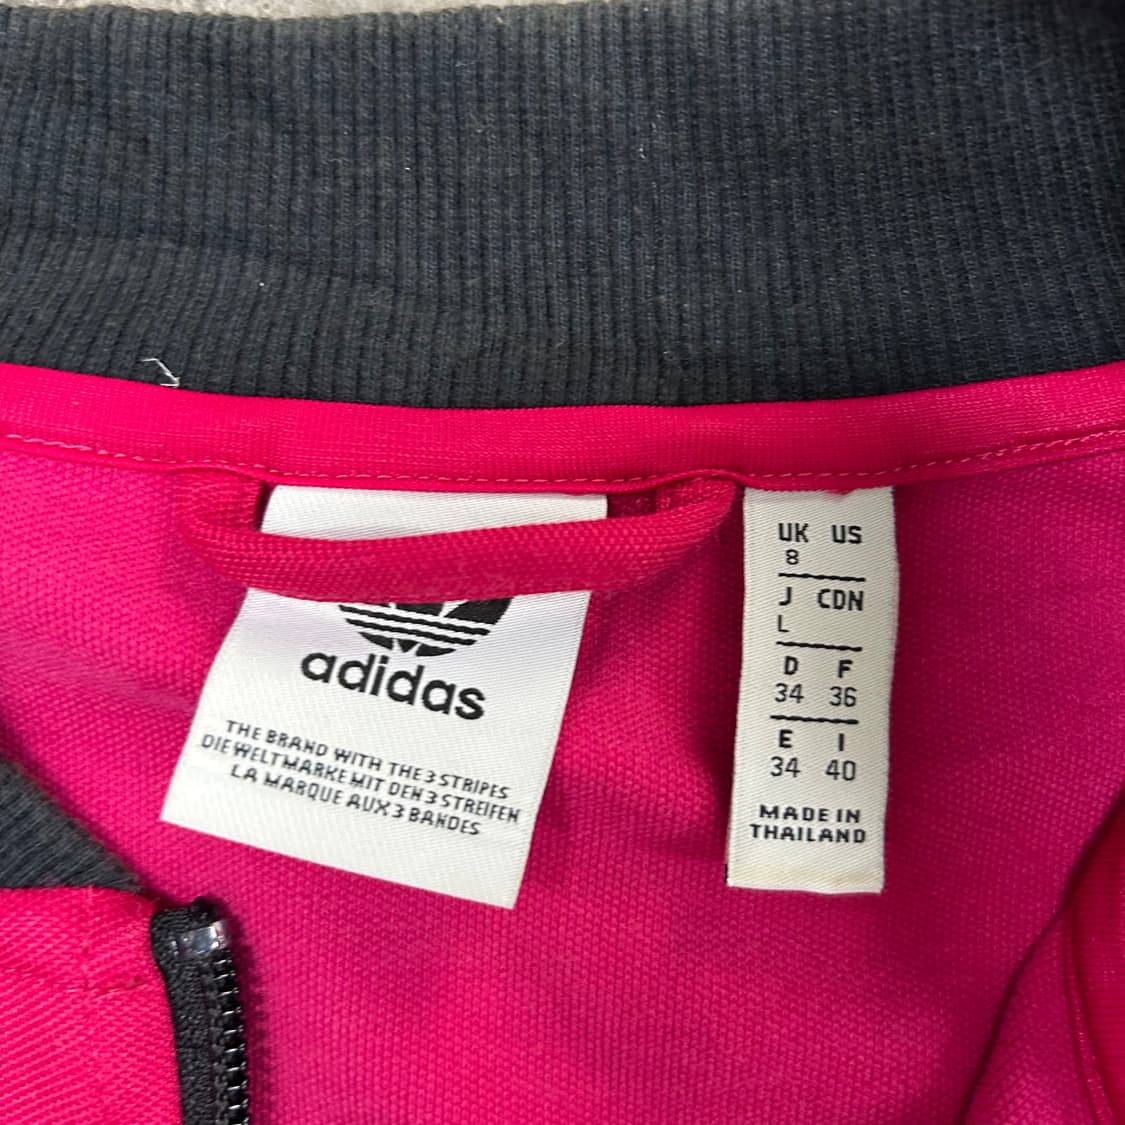 adidas
THE BRAND WITH THE 3 STRIPES
DIE WELTMARKE MIT DEN 3 STREIFEN
LA MARQUE AUX 3 BANDES
UK US
8
J CDN
L
D F
34 36
E I
34 40
MADE IN
THAILAND